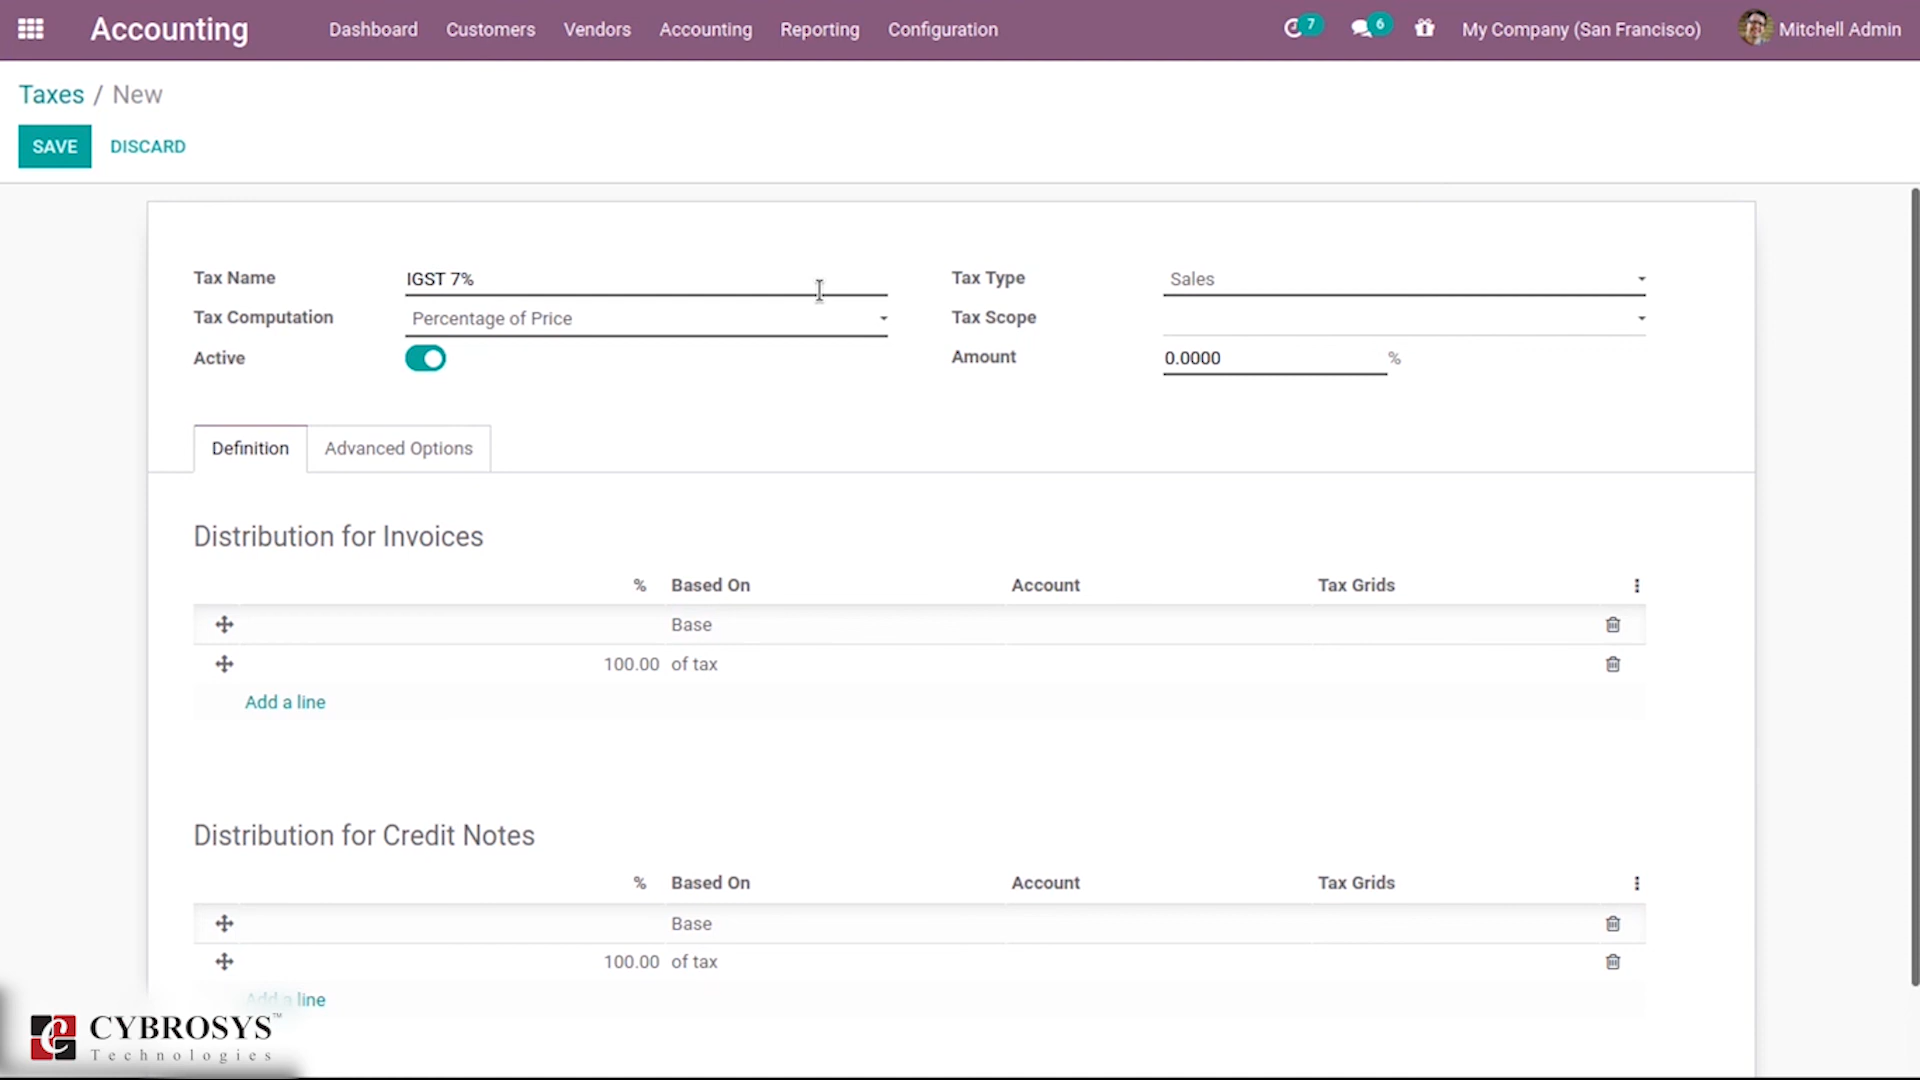 Accounting Dashboard Customers Vendors Accounting Reporting Configuration 7 6 My Company (San Francisco) Mitchell Admin
Taxes / New
SAVE DISCARD
Tax Name IGST 7% Tax Type Sales
Tax Computation Percentage of Price Tax Scope
Active Amount 0.0000 %
Definition Advanced Options
Distribution for Invoices
% Based On Account Tax Grids
Base
100.00 of tax
Add a line
Distribution for Credit Notes
% Based On Account Tax Grids
Base
100.00 of tax
Add a line
CYBROSYS™
Technologies